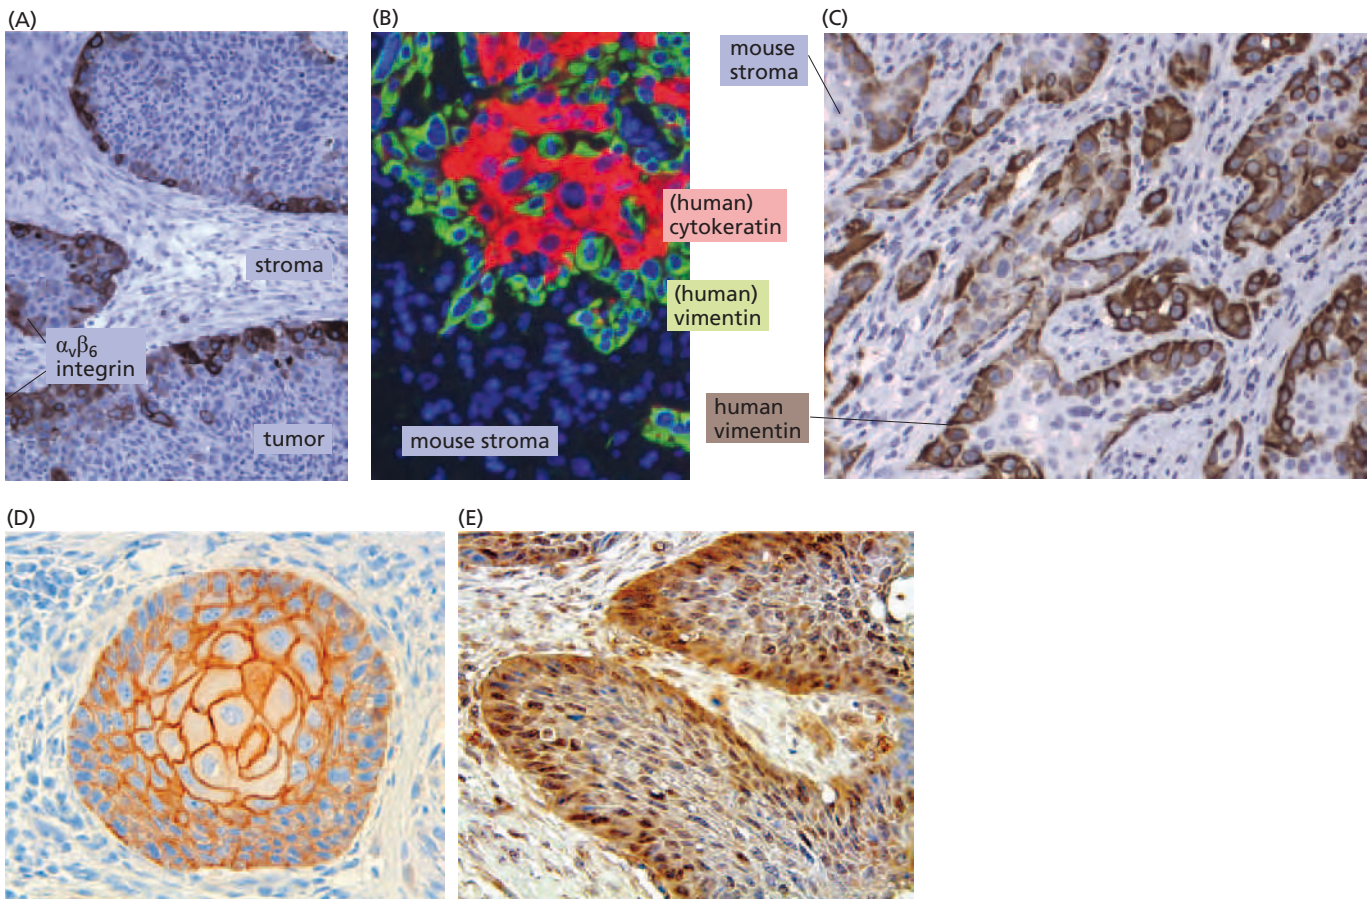 (A)
(B)
(C)
mouse
stroma
(human)
cytokeratin
stroma
(human)
vimentin
αvβ6
integrin
human
vimentin
tumor
mouse stroma
(D)
(E)